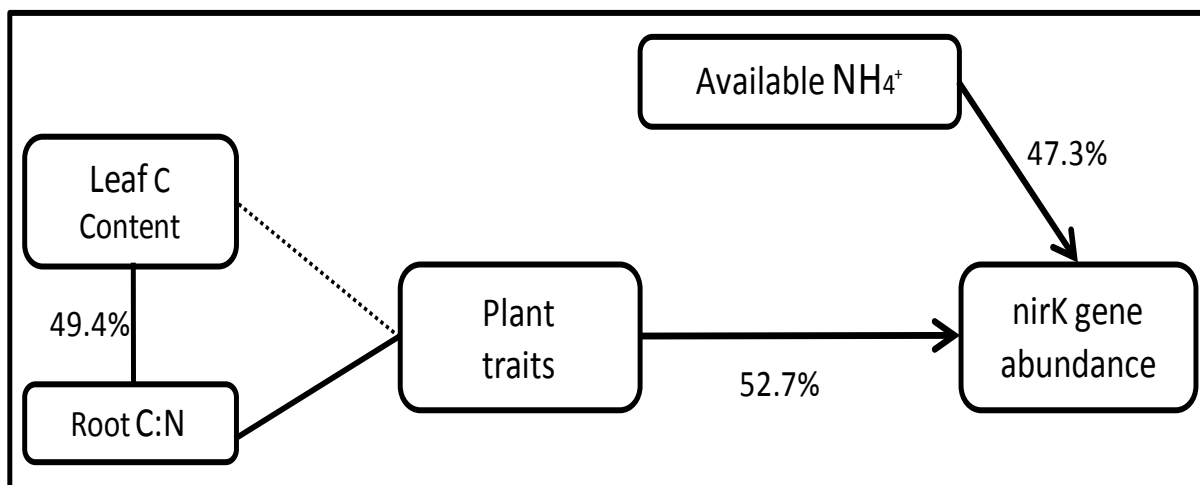 Available NH₄⁺
47.3%
Leaf C
Content
49.4%
Root C:N
Plant
traits
52.7%
nirK gene
abundance